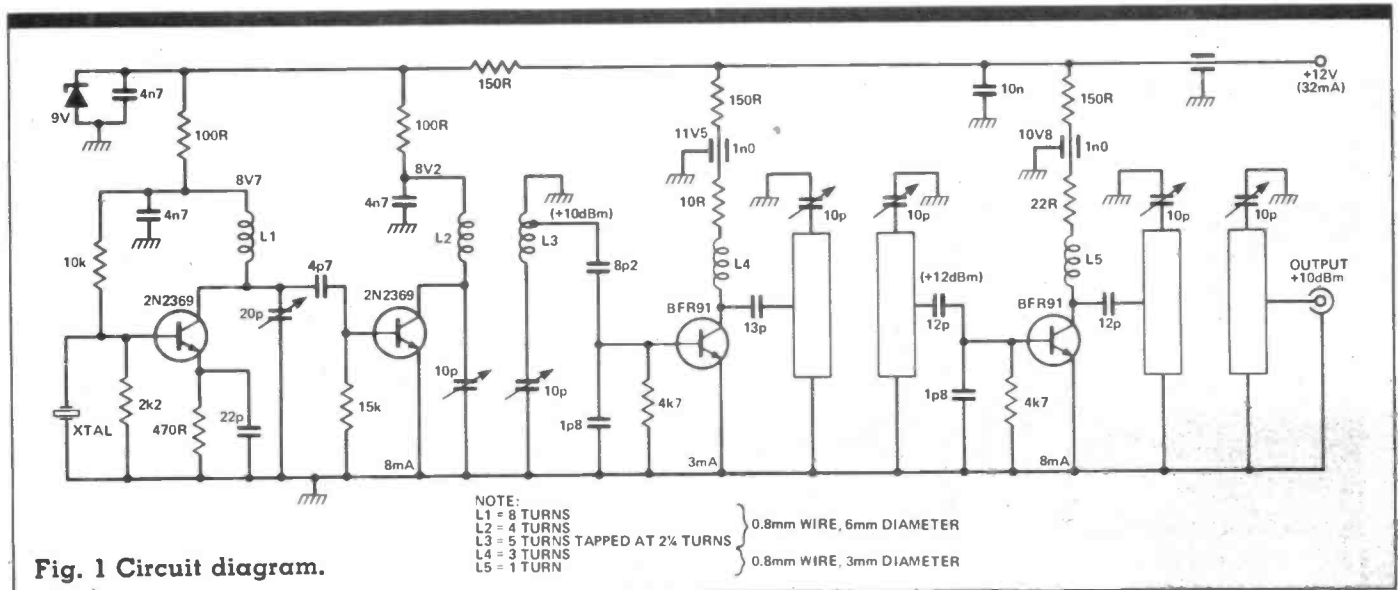 150R
+12V
(32mA)
9V
4n7
100R
100R
10n
150R
150R
8V7
8V2
11V5
1n0
10V8
1n0
4n7
4n7
10k
L1
L2
L3
(+10dBm)
10R
10p
10p
22R
10p
10p
8p2
L4
L5
2N2369
4p7
2N2369
20p
BFR91
13p
(+12dBm)
12p
BFR91
12p
OUTPUT
+10dBm
XTAL
2k2
470R
22p
15k
10p
10p
1p8
4k7
1p8
4k7
8mA
3mA
8mA
NOTE:
L1 = 8 TURNS
L2 = 4 TURNS
L3 = 5 TURNS TAPPED AT 2¼ TURNS
L4 = 3 TURNS
L5 = 1 TURN
0.8mm WIRE, 6mm DIAMETER
0.8mm WIRE, 3mm DIAMETER
Fig. 1 Circuit diagram.